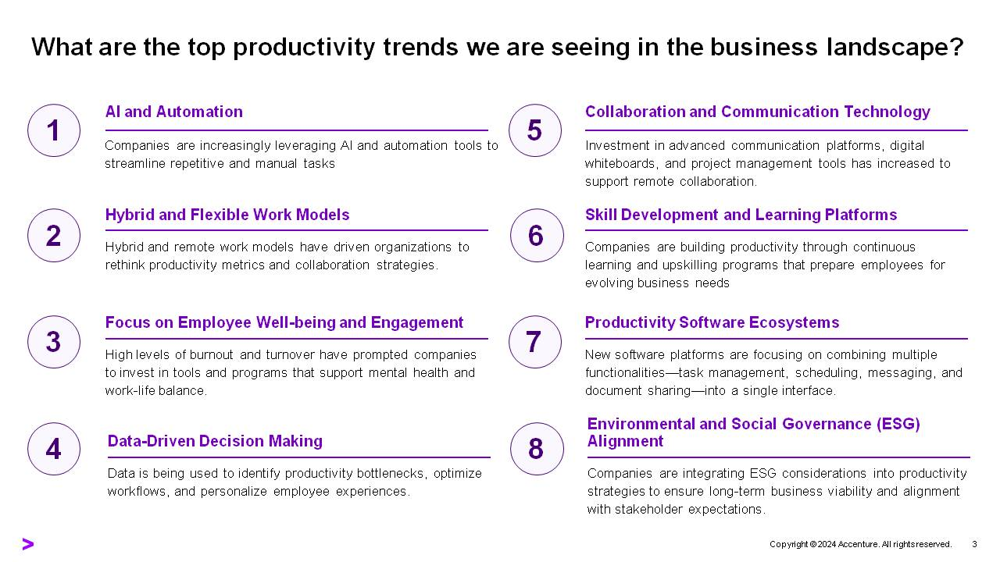 What are the top productivity trends we are seeing in the business landscape?
1
AI and Automation
Companies are increasingly leveraging AI and automation tools to
streamline repetitive and manual tasks
2
Hybrid and Flexible Work Models
Hybrid and remote work models have driven organizations to
rethink productivity metrics and collaboration strategies.
3
Focus on Employee Well-being and Engagement
High levels of burnout and turnover have prompted companies
to invest in tools and programs that support mental health and
work-life balance.
4
Data-Driven Decision Making
Data is being used to identify productivity bottlenecks, optimize
workflows, and personalize employee experiences.
5
Collaboration and Communication Technology
Investment in advanced communication platforms, digital
whiteboards, and project management tools has increased to
support remote collaboration.
6
Skill Development and Learning Platforms
Companies are building productivity through continuous
learning and upskilling programs that prepare employees for
evolving business needs
7
Productivity Software Ecosystems
New software platforms are focusing on combining multiple
functionalities—task management, scheduling, messaging, and
document sharing—into a single interface.
8
Environmental and Social Governance (ESG)
Alignment
Companies are integrating ESG considerations into productivity
strategies to ensure long-term business viability and alignment
with stakeholder expectations.
>
Copyright © 2024 Accenture. All rights reserved.
3